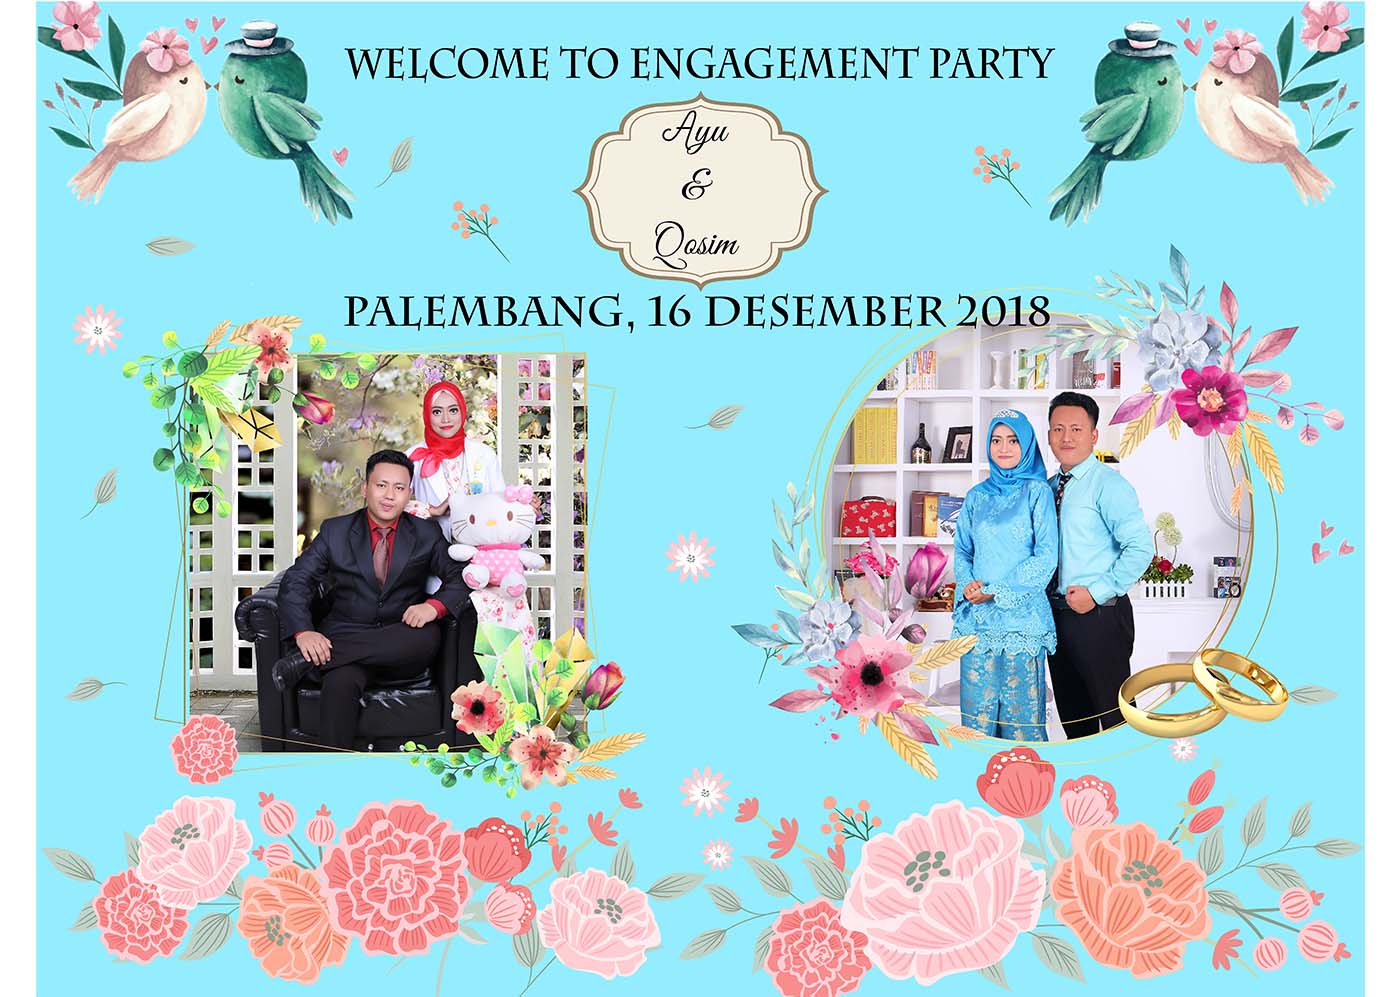 WELCOME TO ENGAGEMENT PARTY
Ayu
&
Qosim
PALEMBANG, 16 DESEMBER 2018